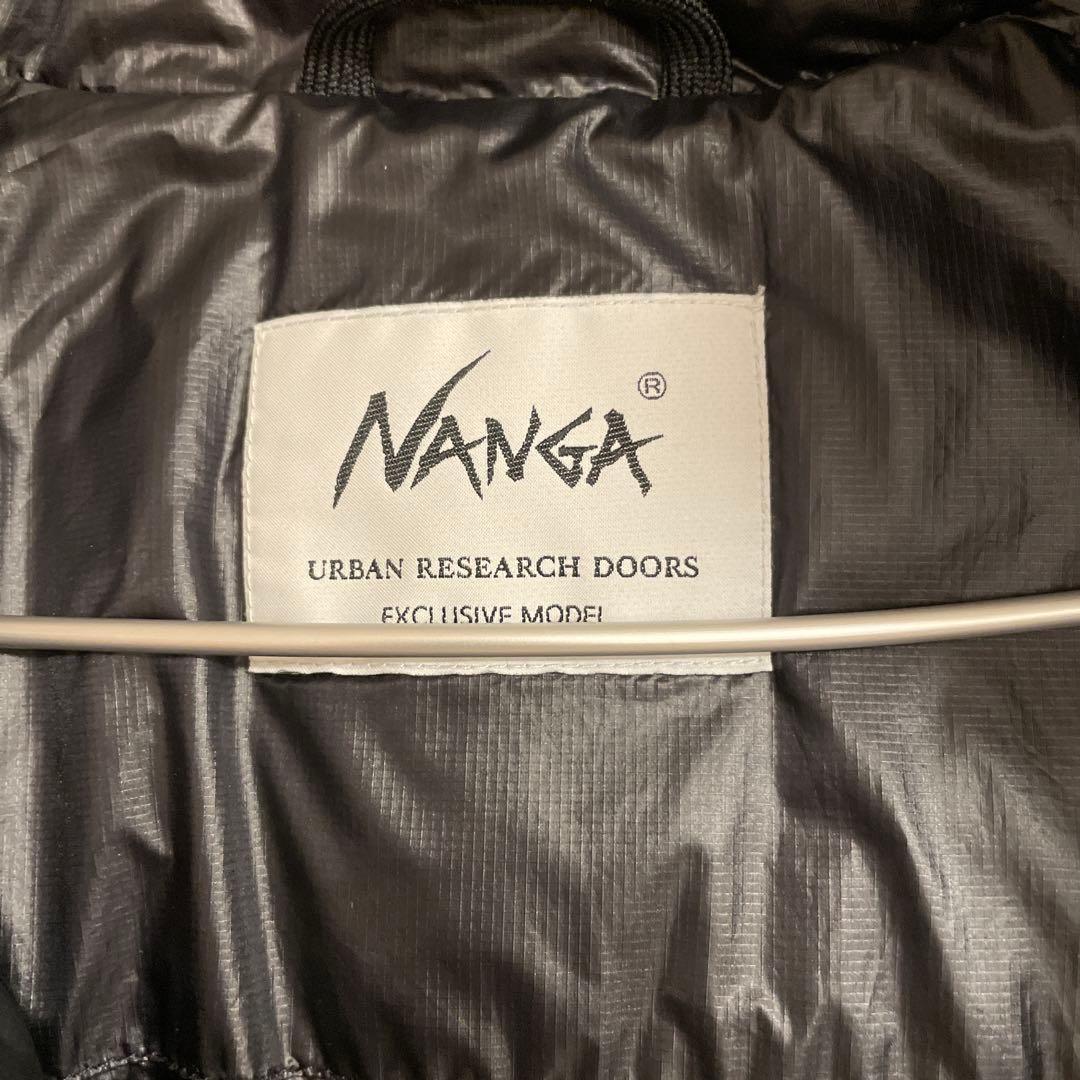 NANGA®
URBAN RESEARCH DOORS
EXCLUSIVE MODEL